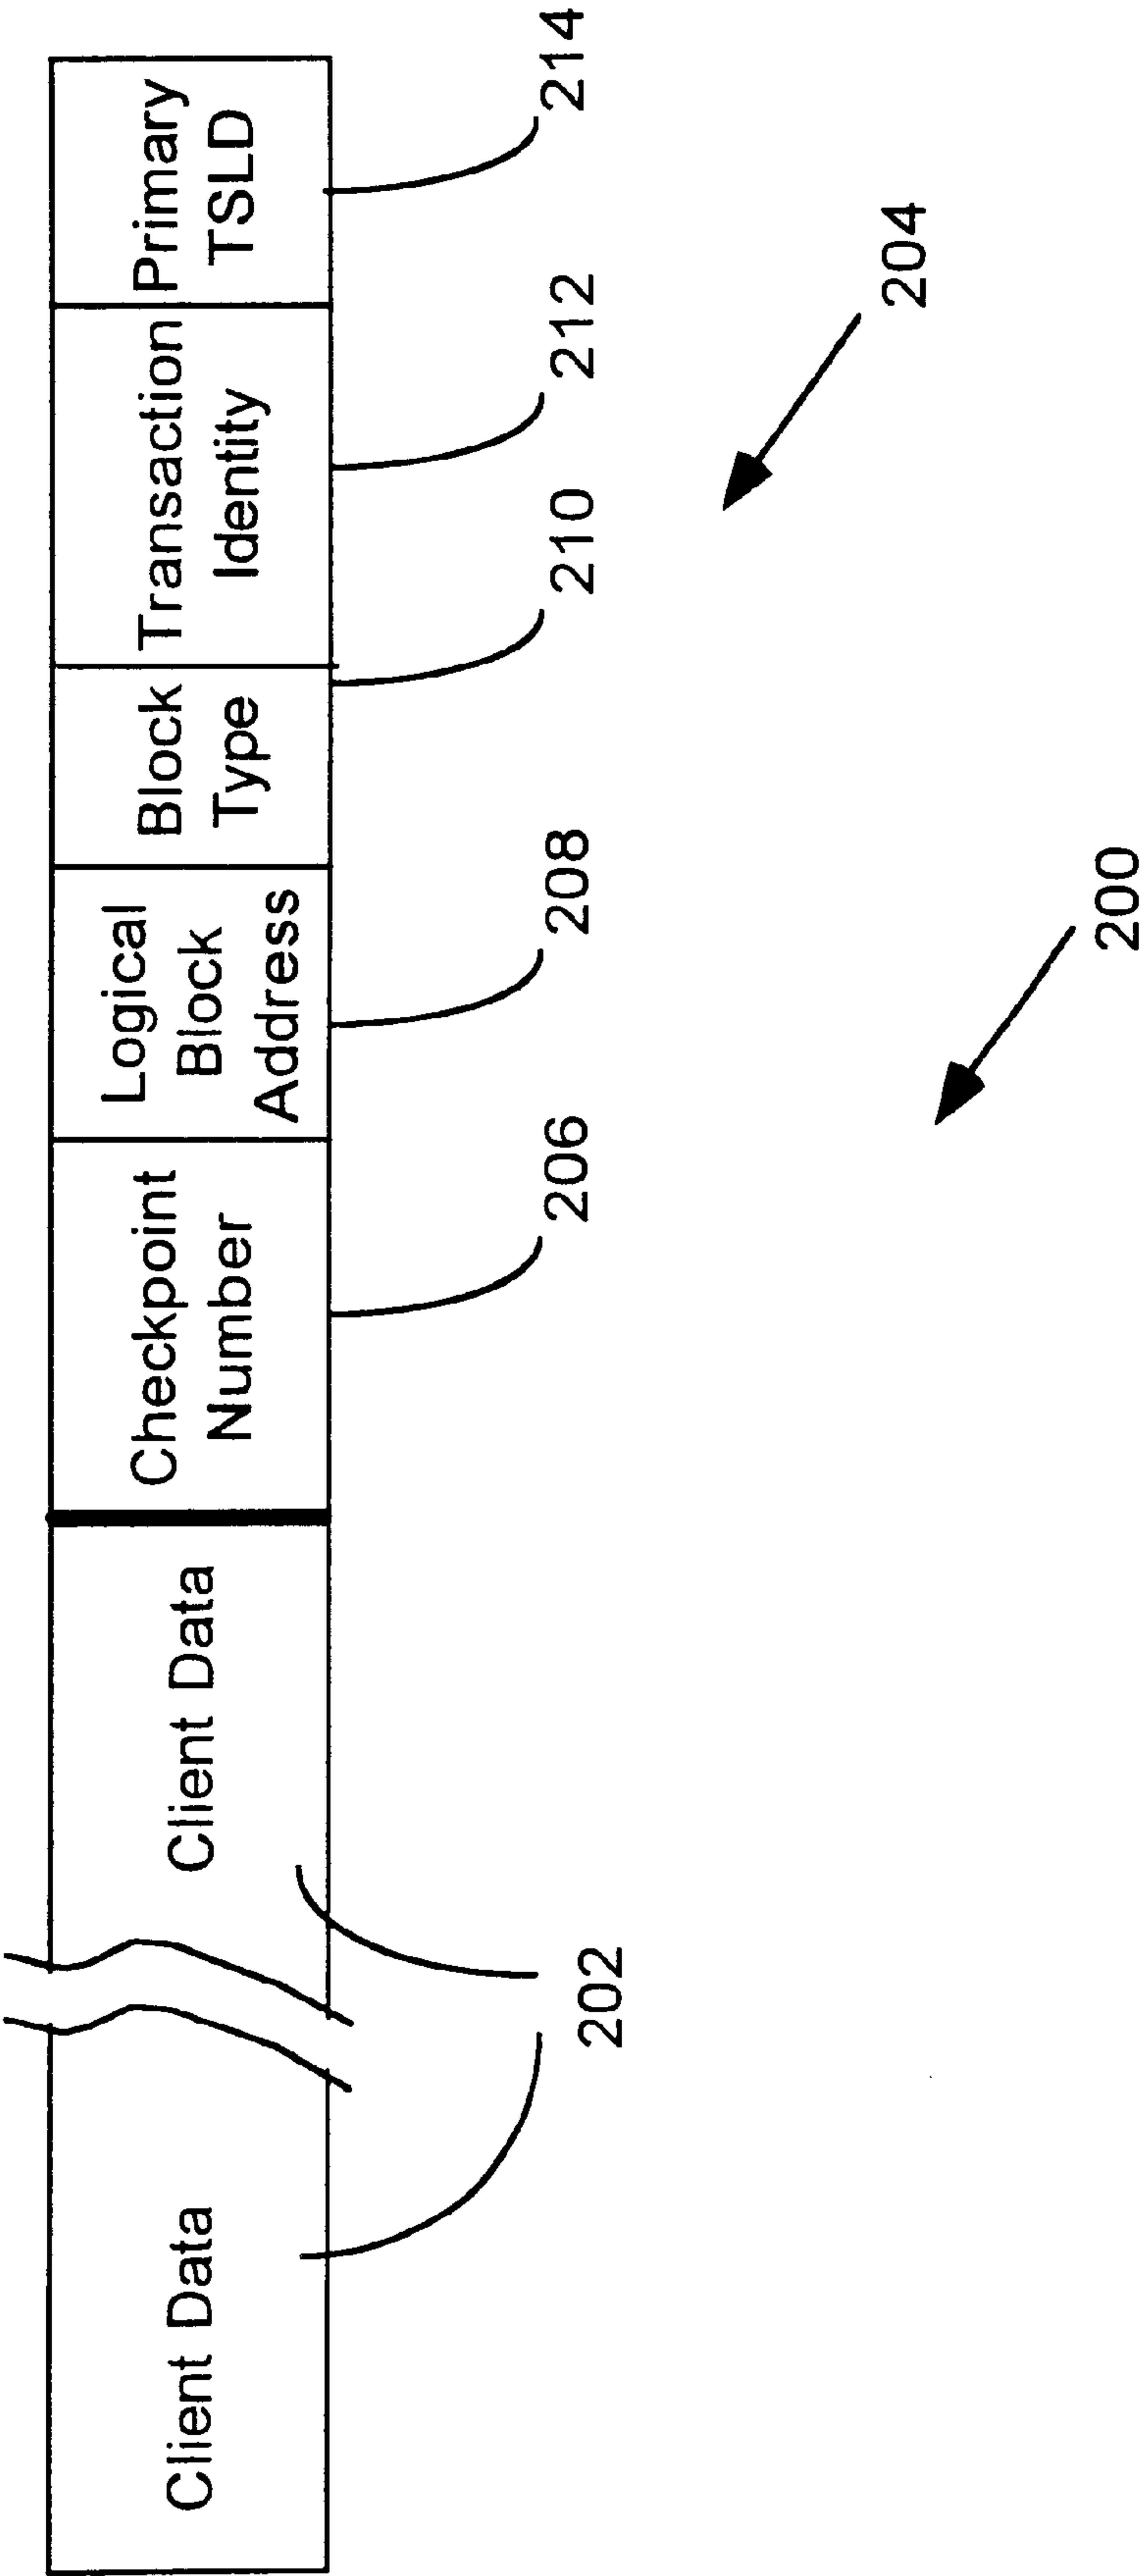 Client Data
Client Data
Checkpoint
Number
Logical
Block
Address
Block
Type
Transaction
Identity
Primary
TSLD
202
206
208
210
212
214
204
200